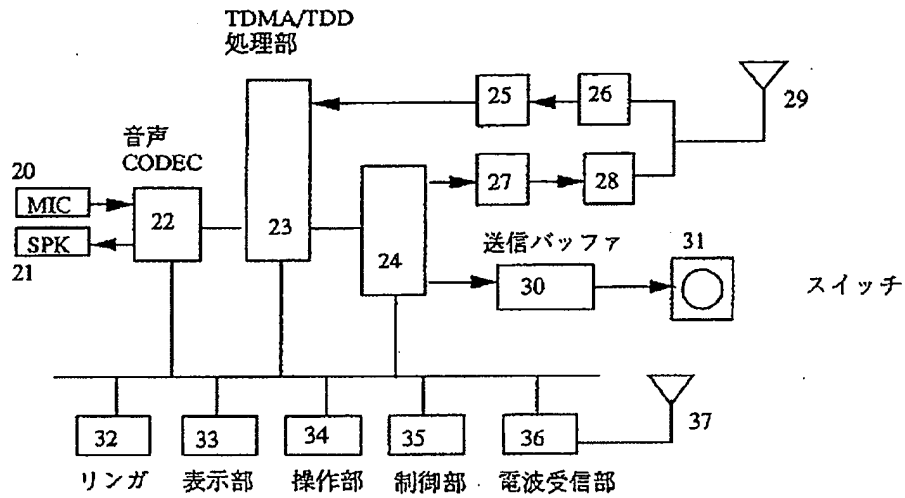 TDMA/TDD
処理部
25
26
29
音声
CODEC
20
MIC
22
23
27
28
SPK
21
24
送信バッファ
30
31
スイッチ
32
33
34
35
36
37
リンガ
表示部
操作部
制御部
電波受信部